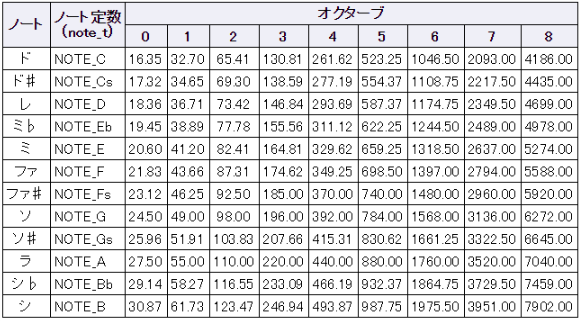 ノート ノート定数 オクターブ
(note_t) 0 1 2 3 4 5 6 7 8
ド NOTE_C 16.35 32.70 65.41 130.81 261.62 523.25 1046.50 2093.00 4186.00
ド♯ NOTE_Cs 17.32 34.65 69.30 138.59 277.19 554.37 1108.75 2217.50 4435.00
レ NOTE_D 18.36 36.71 73.42 146.84 293.69 587.37 1174.75 2349.50 4699.00
ミ♭ NOTE_Eb 19.45 38.89 77.78 155.56 311.12 622.25 1244.50 2489.00 4978.00
ミ NOTE_E 20.60 41.20 82.41 164.81 329.62 659.25 1318.50 2637.00 5274.00
ファ NOTE_F 21.83 43.66 87.31 174.62 349.25 698.50 1397.00 2794.00 5588.00
ファ♯ NOTE_Fs 23.12 46.25 92.50 185.00 370.00 740.00 1480.00 2960.00 5920.00
ソ NOTE_G 24.50 49.00 98.00 196.00 392.00 784.00 1568.00 3136.00 6272.00
ソ♯ NOTE_Gs 25.96 51.91 103.83 207.66 415.31 830.62 1661.25 3322.50 6645.00
ラ NOTE_A 27.50 55.00 110.00 220.00 440.00 880.00 1760.00 3520.00 7040.00
シ♭ NOTE_Bb 29.14 58.27 116.55 233.09 466.19 932.37 1864.75 3729.50 7459.00
シ NOTE_B 30.87 61.73 123.47 246.94 493.87 987.75 1975.50 3951.00 7902.00